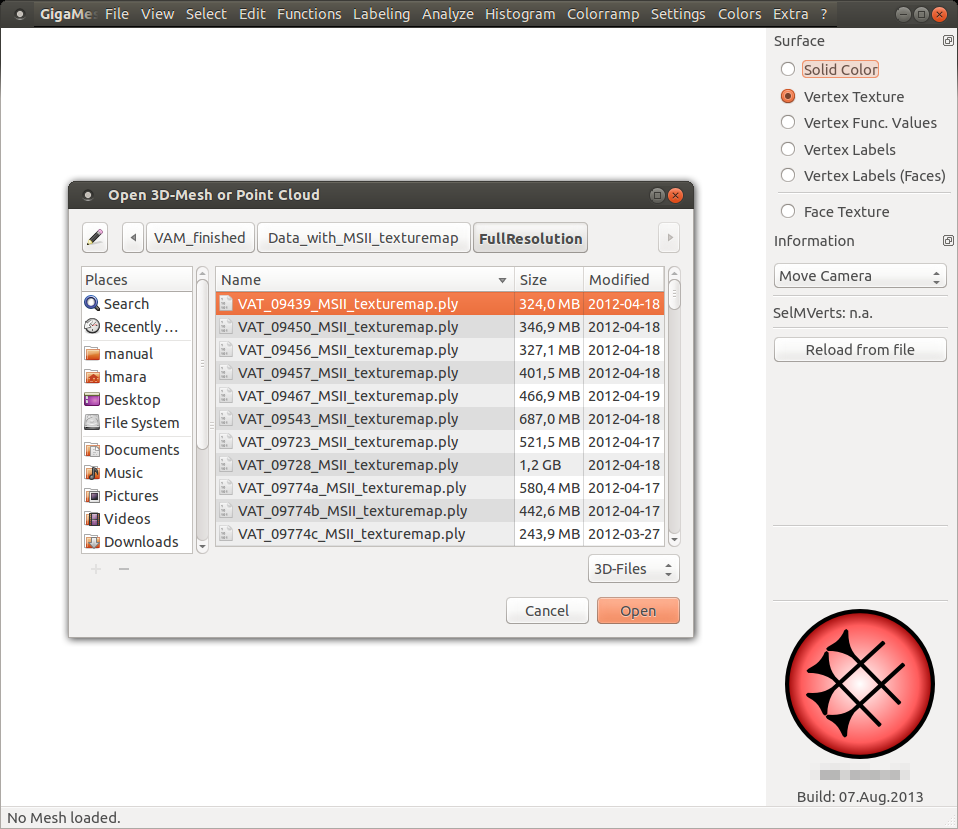 GigaMes File View Select Edit Functions Labeling Analyze Histogram Colorramp Settings Colors Extra ?
Surface
Solid Color
Vertex Texture
Vertex Func. Values
Vertex Labels
Vertex Labels (Faces)
Face Texture
Information
Move Camera
SelMVerts: n.a.
Reload from file
Open 3D-Mesh or Point Cloud
VAM_finished Data_with_MSII_texturemap FullResolution
Places
Search
Recently ...
manual
hmara
Desktop
File System
Documents
Music
Pictures
Videos
Downloads
Name Size Modified
VAT_09439_MSII_texturemap.ply 324,0 MB 2012-04-18
VAT_09450_MSII_texturemap.ply 346,9 MB 2012-04-18
VAT_09456_MSII_texturemap.ply 327,1 MB 2012-04-18
VAT_09457_MSII_texturemap.ply 401,5 MB 2012-04-18
VAT_09467_MSII_texturemap.ply 466,9 MB 2012-04-19
VAT_09543_MSII_texturemap.ply 687,0 MB 2012-04-18
VAT_09723_MSII_texturemap.ply 521,5 MB 2012-04-17
VAT_09728_MSII_texturemap.ply 1,2 GB 2012-04-18
VAT_09774a_MSII_texturemap.ply 580,4 MB 2012-04-17
VAT_09774b_MSII_texturemap.ply 442,6 MB 2012-04-17
VAT_09774c_MSII_texturemap.ply 243,9 MB 2012-03-27
3D-Files
Cancel Open
Build: 07.Aug.2013
No Mesh loaded.